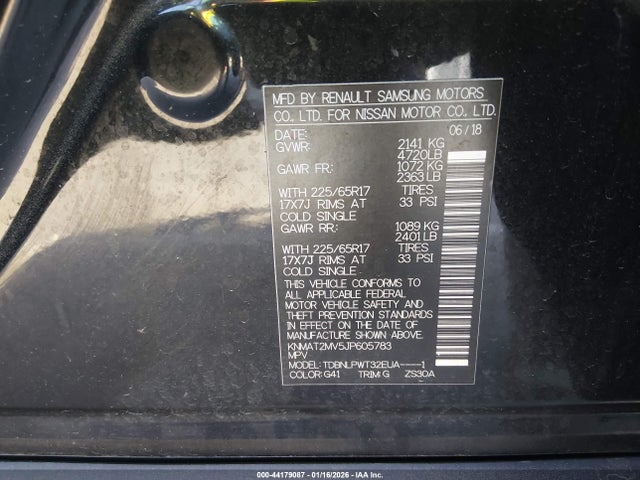 MFD BY RENAULT SAMSUNG MOTORS
CO., LTD. FOR NISSAN MOTOR CO., LTD.
DATE: 06/18
GVWR: 2141 KG
4720LB
GAWR FR: 1072 KG
2363 LB
WITH 225/65R17 TIRES
17X7J RIMS AT 33 PSI
COLD SINGLE
GAWR RR: 1089 KG
2401 LB
WITH 225/65R17 TIRES
17X7J RIMS AT 33 PSI
COLD SINGLE
THIS VEHICLE CONFORMS TO
ALL APPLICABLE FEDERAL
MOTOR VEHICLE SAFETY AND
THEFT PREVENTION STANDARDS
IN EFFECT ON THE DATE OF
MANUFACTURE SHOWN ABOVE.
KNMAT2MV5JP605783
MPV
MODEL: TDBNLPWT32EUA----1
COLOR: G41 TRIM: G ZS30A
000-44179087 - 01/16/2026 - IAA Inc.